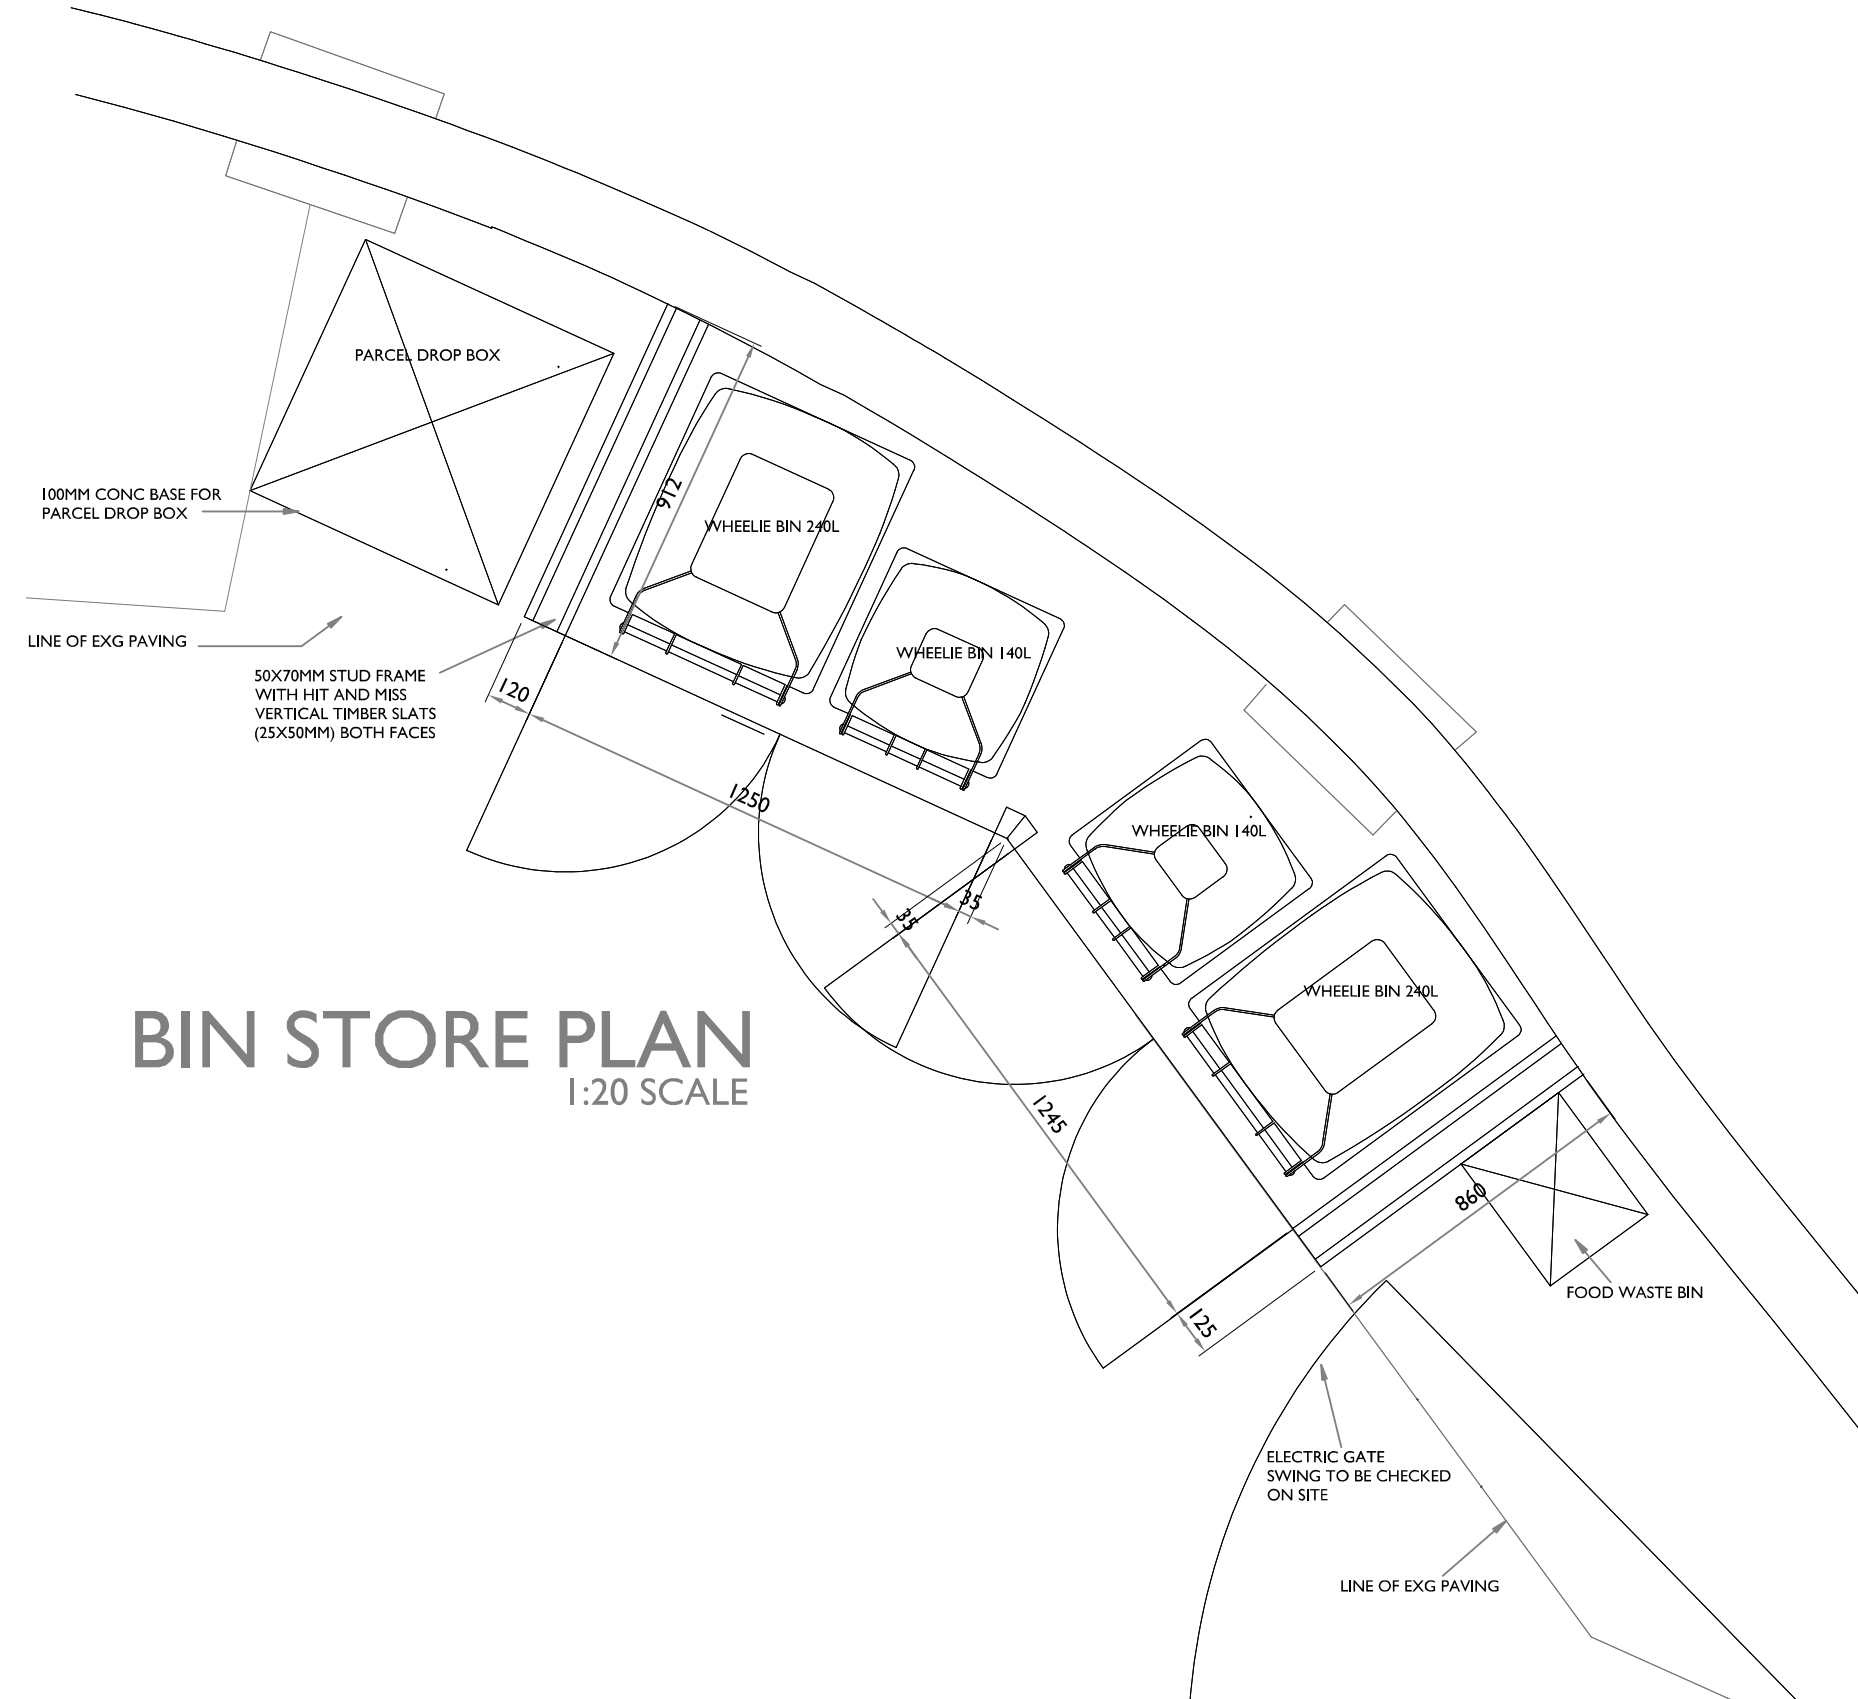 PARCEL DROP BOX
100MM CONC BASE FOR
PARCEL DROP BOX
912
WHEELIE BIN 240L
LINE OF EXG PAVING
WHEELIE BIN 140L
50X70MM STUD FRAME
WITH HIT AND MISS
VERTICAL TIMBER SLATS
(25X50MM) BOTH FACES
120
1250
WHEELIE BIN 140L
35
35
WHEELIE BIN 240L
BIN STORE PLAN
1:20 SCALE
1245
860
125
FOOD WASTE BIN
ELECTRIC GATE
SWING TO BE CHECKED
ON SITE
LINE OF EXG PAVING